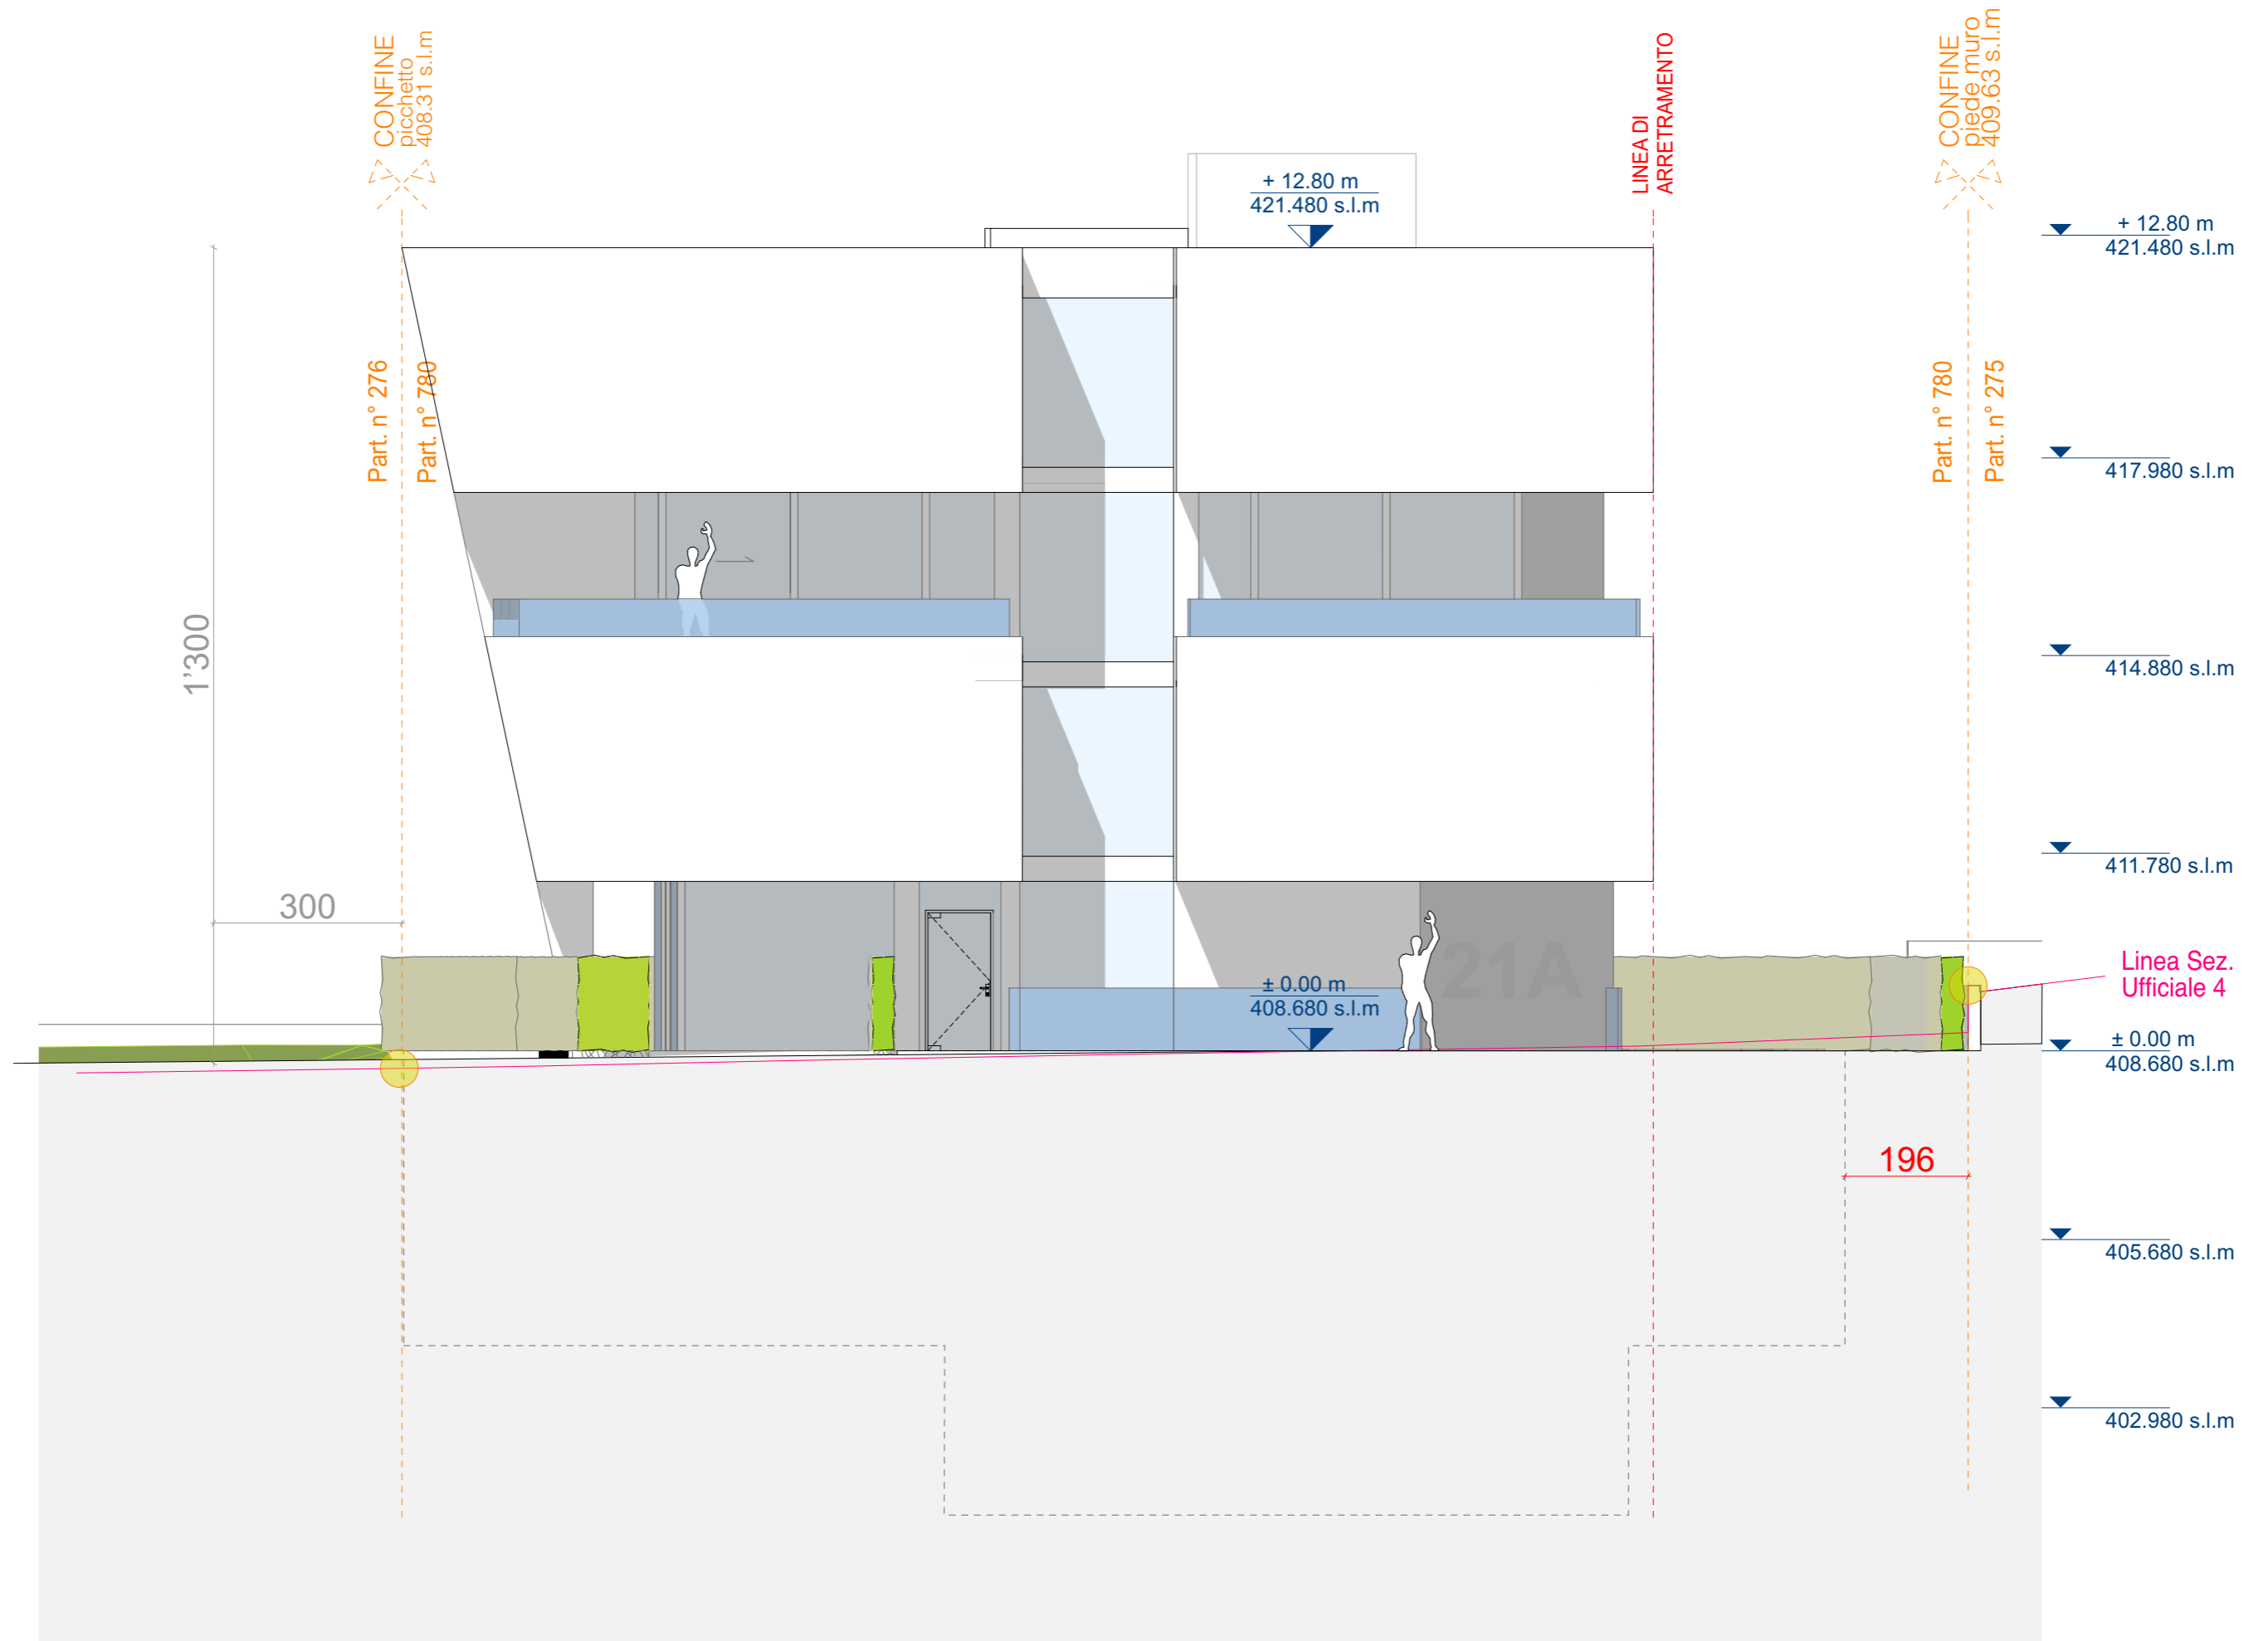 CONFINE
picchetto
408.31 s.l.m
LINEA DI
ARRETRAMENTO
CONFINE
piede muro
409.63 s.l.m
+ 12.80 m
421.480 s.l.m
+ 12.80 m
421.480 s.l.m
Part. n° 276
Part. n° 780
Part. n° 780
Part. n° 275
417.980 s.l.m
1'300
414.880 s.l.m
411.780 s.l.m
300
21A
Linea Sez.
Ufficiale 4
± 0.00 m
408.680 s.l.m
± 0.00 m
408.680 s.l.m
196
405.680 s.l.m
402.980 s.l.m